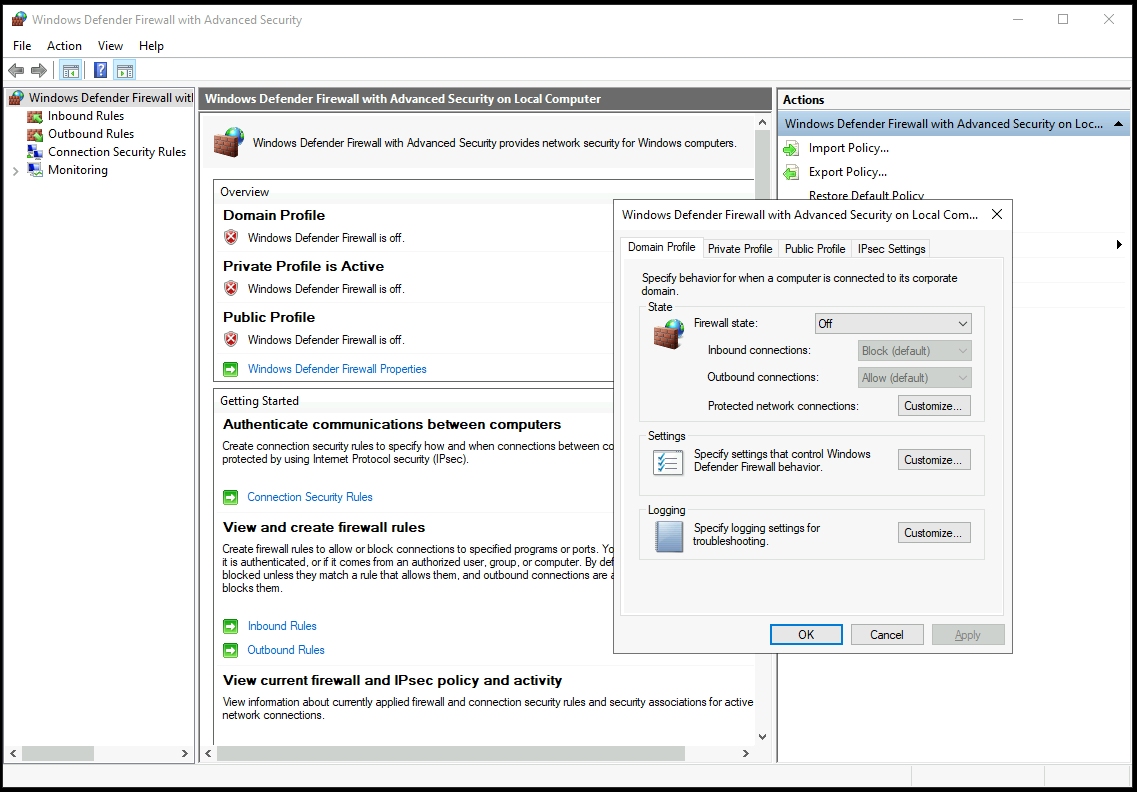 Windows Defender Firewall with Advanced Security
File Action View Help
Windows Defender Firewall wit
Inbound Rules
Outbound Rules
Connection Security Rules
Monitoring
Windows Defender Firewall with Advanced Security on Local Computer
Windows Defender Firewall with Advanced Security provides network security for Windows computers.
Overview
Domain Profile
Windows Defender Firewall is off.
Private Profile is Active
Windows Defender Firewall is off.
Public Profile
Windows Defender Firewall is off.
Windows Defender Firewall Properties
Getting Started
Authenticate communications between computers
Create connection security rules to specify how and when connections between co
protected by using Internet Protocol security (IPsec).
Connection Security Rules
View and create firewall rules
Create firewall rules to allow or block connections to specified programs or ports. Yo
it is authenticated, or if it comes from an authorized user, group, or computer. By def
blocked unless they match a rule that allows them, and outbound connections are a
blocks them.
Inbound Rules
Outbound Rules
View current firewall and IPsec policy and activity
View information about currently applied firewall and connection security rules and security associations for active
network connections.
Actions
Windows Defender Firewall with Advanced Security on Loc...
Import Policy...
Export Policy...
Restore Default Policy
Windows Defender Firewall with Advanced Security on Local Com...
Domain Profile Private Profile Public Profile IPsec Settings
Specify behavior for when a computer is connected to its corporate
domain.
State
Firewall state: Off
Inbound connections: Block (default)
Outbound connections: Allow (default)
Protected network connections: Customize...
Settings
Specify settings that control Windows
Defender Firewall behavior.
Customize...
Logging
Specify logging settings for
troubleshooting.
Customize...
OK Cancel Apply